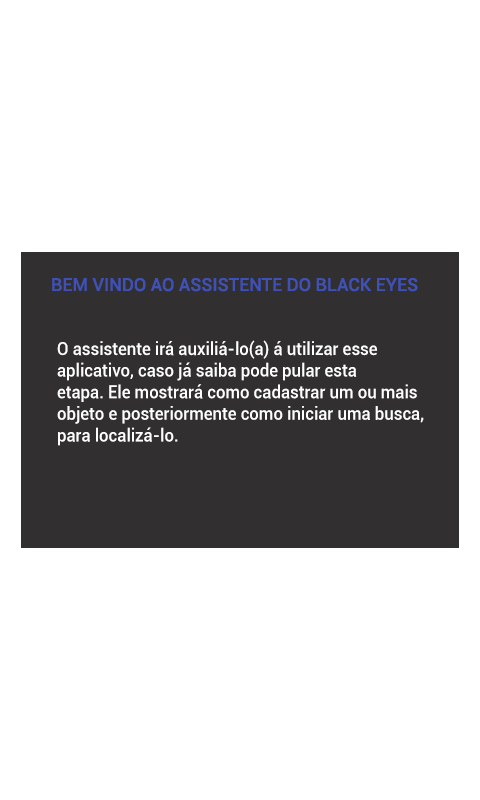 BEM VINDO AO ASSISTENTE DO BLACK EYES
O assistente irá auxiliá-lo(a) á utilizar esse
aplicativo, caso já saiba pode pular esta
etapa. Ele mostrará como cadastrar um ou mais
objeto e posteriormente como iniciar uma busca,
para localizá-lo.